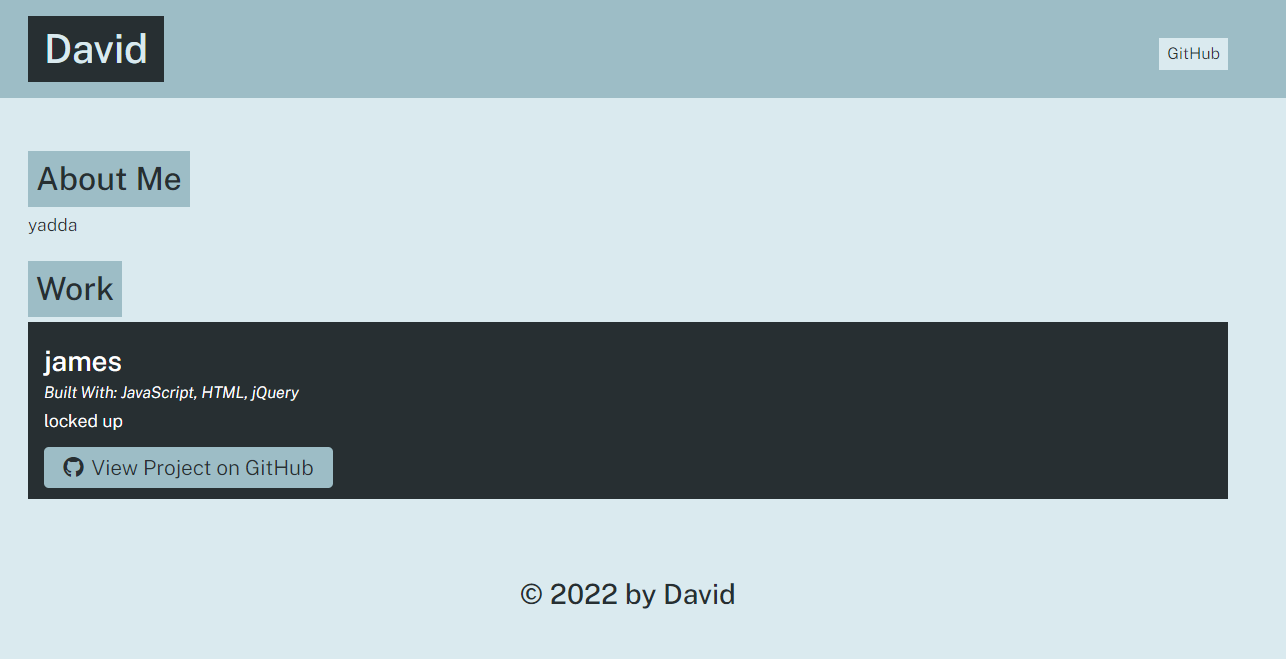 David
GitHub
About Me
yadda
Work
james
Built With: JavaScript, HTML, jQuery
locked up
View Project on GitHub
© 2022 by David